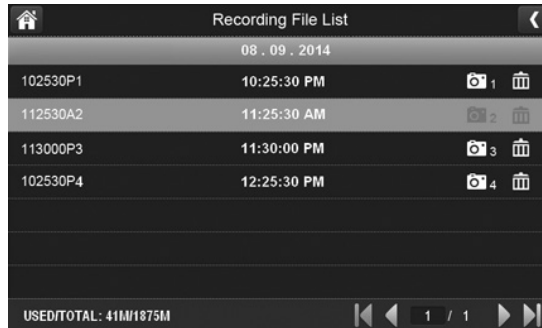 Recording File List
08 . 09 . 2014
102530P1 10:25:30 PM 1
112530A2 11:25:30 AM 2
113000P3 11:30:00 PM 3
102530P4 12:25:30 PM 4
USED/TOTAL: 41M/1875M 1 / 1